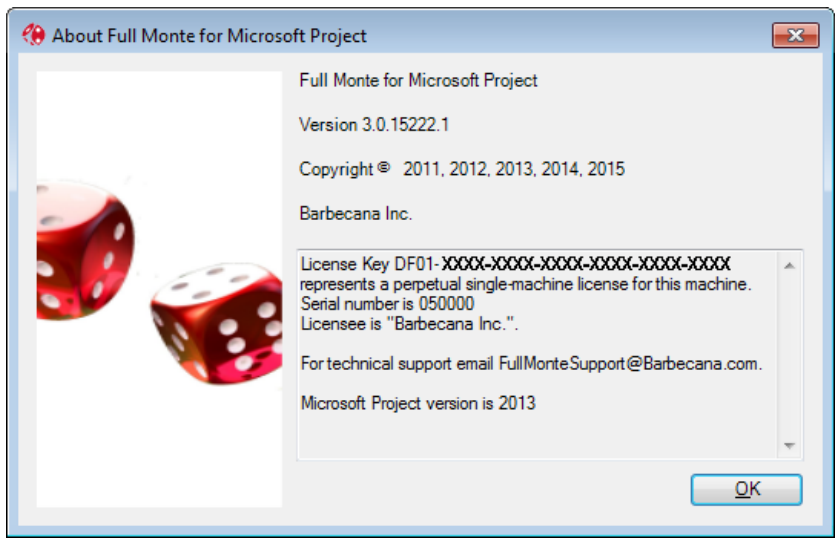 About Full Monte for Microsoft Project
Full Monte for Microsoft Project
Version 3.0.15222.1
Copyright © 2011, 2012, 2013, 2014, 2015
Barbecana Inc.
License Key DF01-XXXX-XXXX-XXXX-XXXX-XXXX-XXXX
represents a perpetual single-machine license for this machine.
Serial number is 050000
Licensee is "Barbecana Inc.".
For technical support email FullMonteSupport@Barbecana.com.
Microsoft Project version is 2013
OK